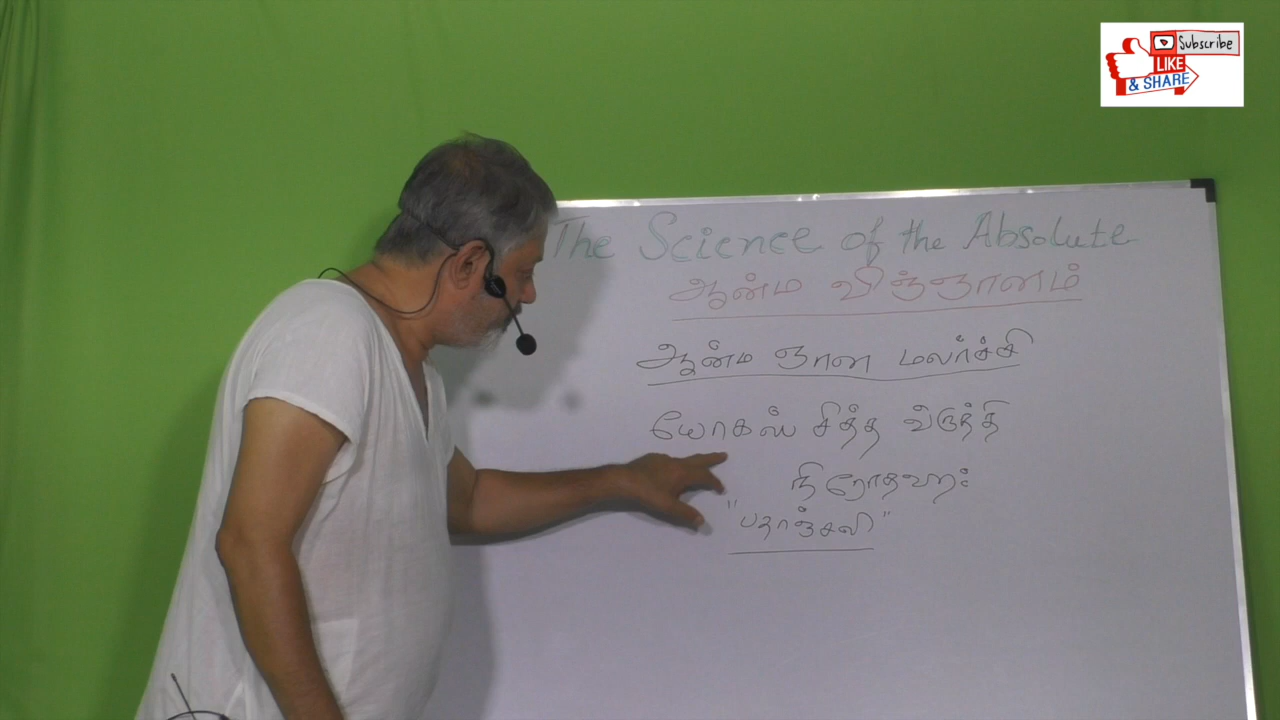 Subscribe
LIKE
& SHARE
The Science of the Absolute
ஆன்ம விஞ்ஞானம்
ஆன்ம ஞான மலர்ச்சி
யோகஸ் சித்த வ்ருத்தி
நிரோதஹ:
"பதாஞ்சலி"